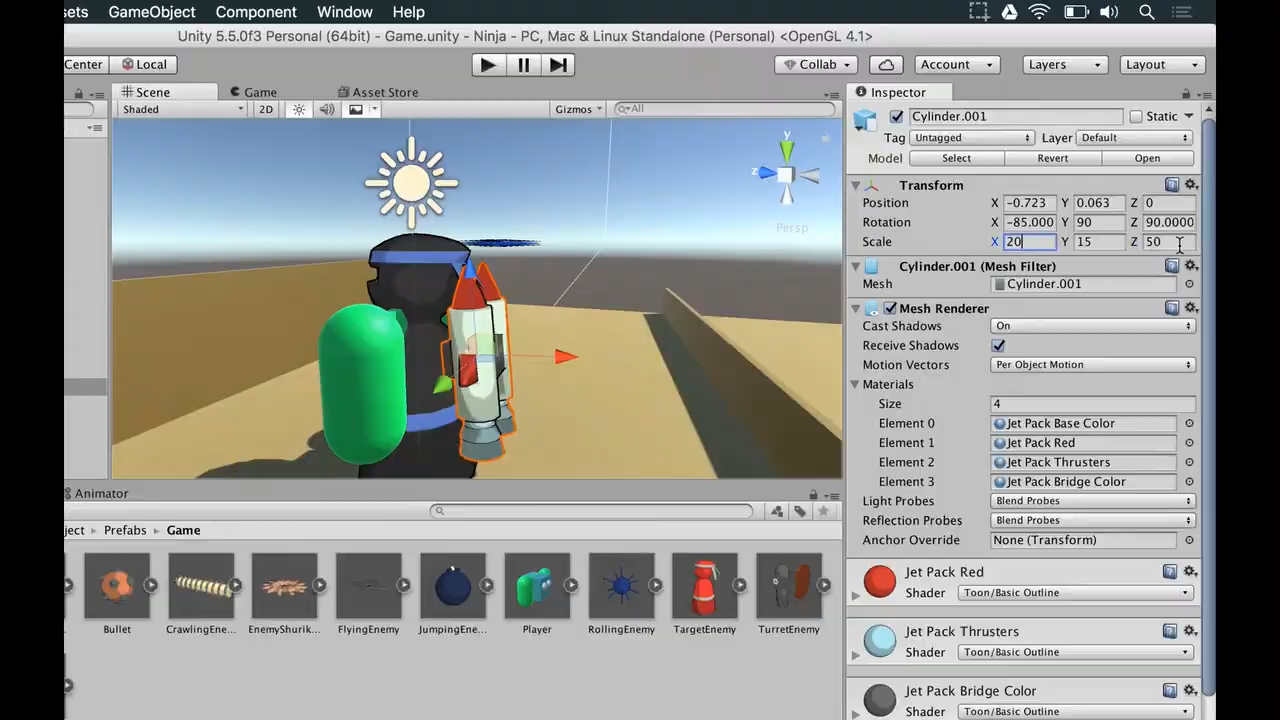 sets GameObject Component Window Help
Unity 5.5.0f3 Personal (64bit) - Game.unity - Ninja - PC, Mac & Linux Standalone (Personal) <OpenGL 4.1>
Center Local Collab Account Layers Layout
Scene Game Asset Store
Shaded 2D Gizmos All
y
z
Persp
Inspector
Cylinder.001 Static
Tag Untagged Layer Default
Model Select Revert Open
Transform
Position X -0.723 Y 0.063 Z 0
Rotation X -85.000 Y 90 Z 90.0000
Scale X 20 Y 15 Z 50
Cylinder.001 (Mesh Filter)
Mesh Cylinder.001
Mesh Renderer
Cast Shadows On
Receive Shadows
Motion Vectors Per Object Motion
Materials
Size 4
Element 0 Jet Pack Base Color
Element 1 Jet Pack Red
Element 2 Jet Pack Thrusters
Element 3 Jet Pack Bridge Color
Light Probes Blend Probes
Reflection Probes Blend Probes
Anchor Override None (Transform)
Jet Pack Red
Shader Toon/Basic Outline
Jet Pack Thrusters
Shader Toon/Basic Outline
Jet Pack Bridge Color
Shader Toon/Basic Outline
Animator
ject Prefabs Game
Bullet CrawlingEne... EnemyShurik... FlyingEnemy JumpingEne... Player RollingEnemy TargetEnemy TurretEnemy